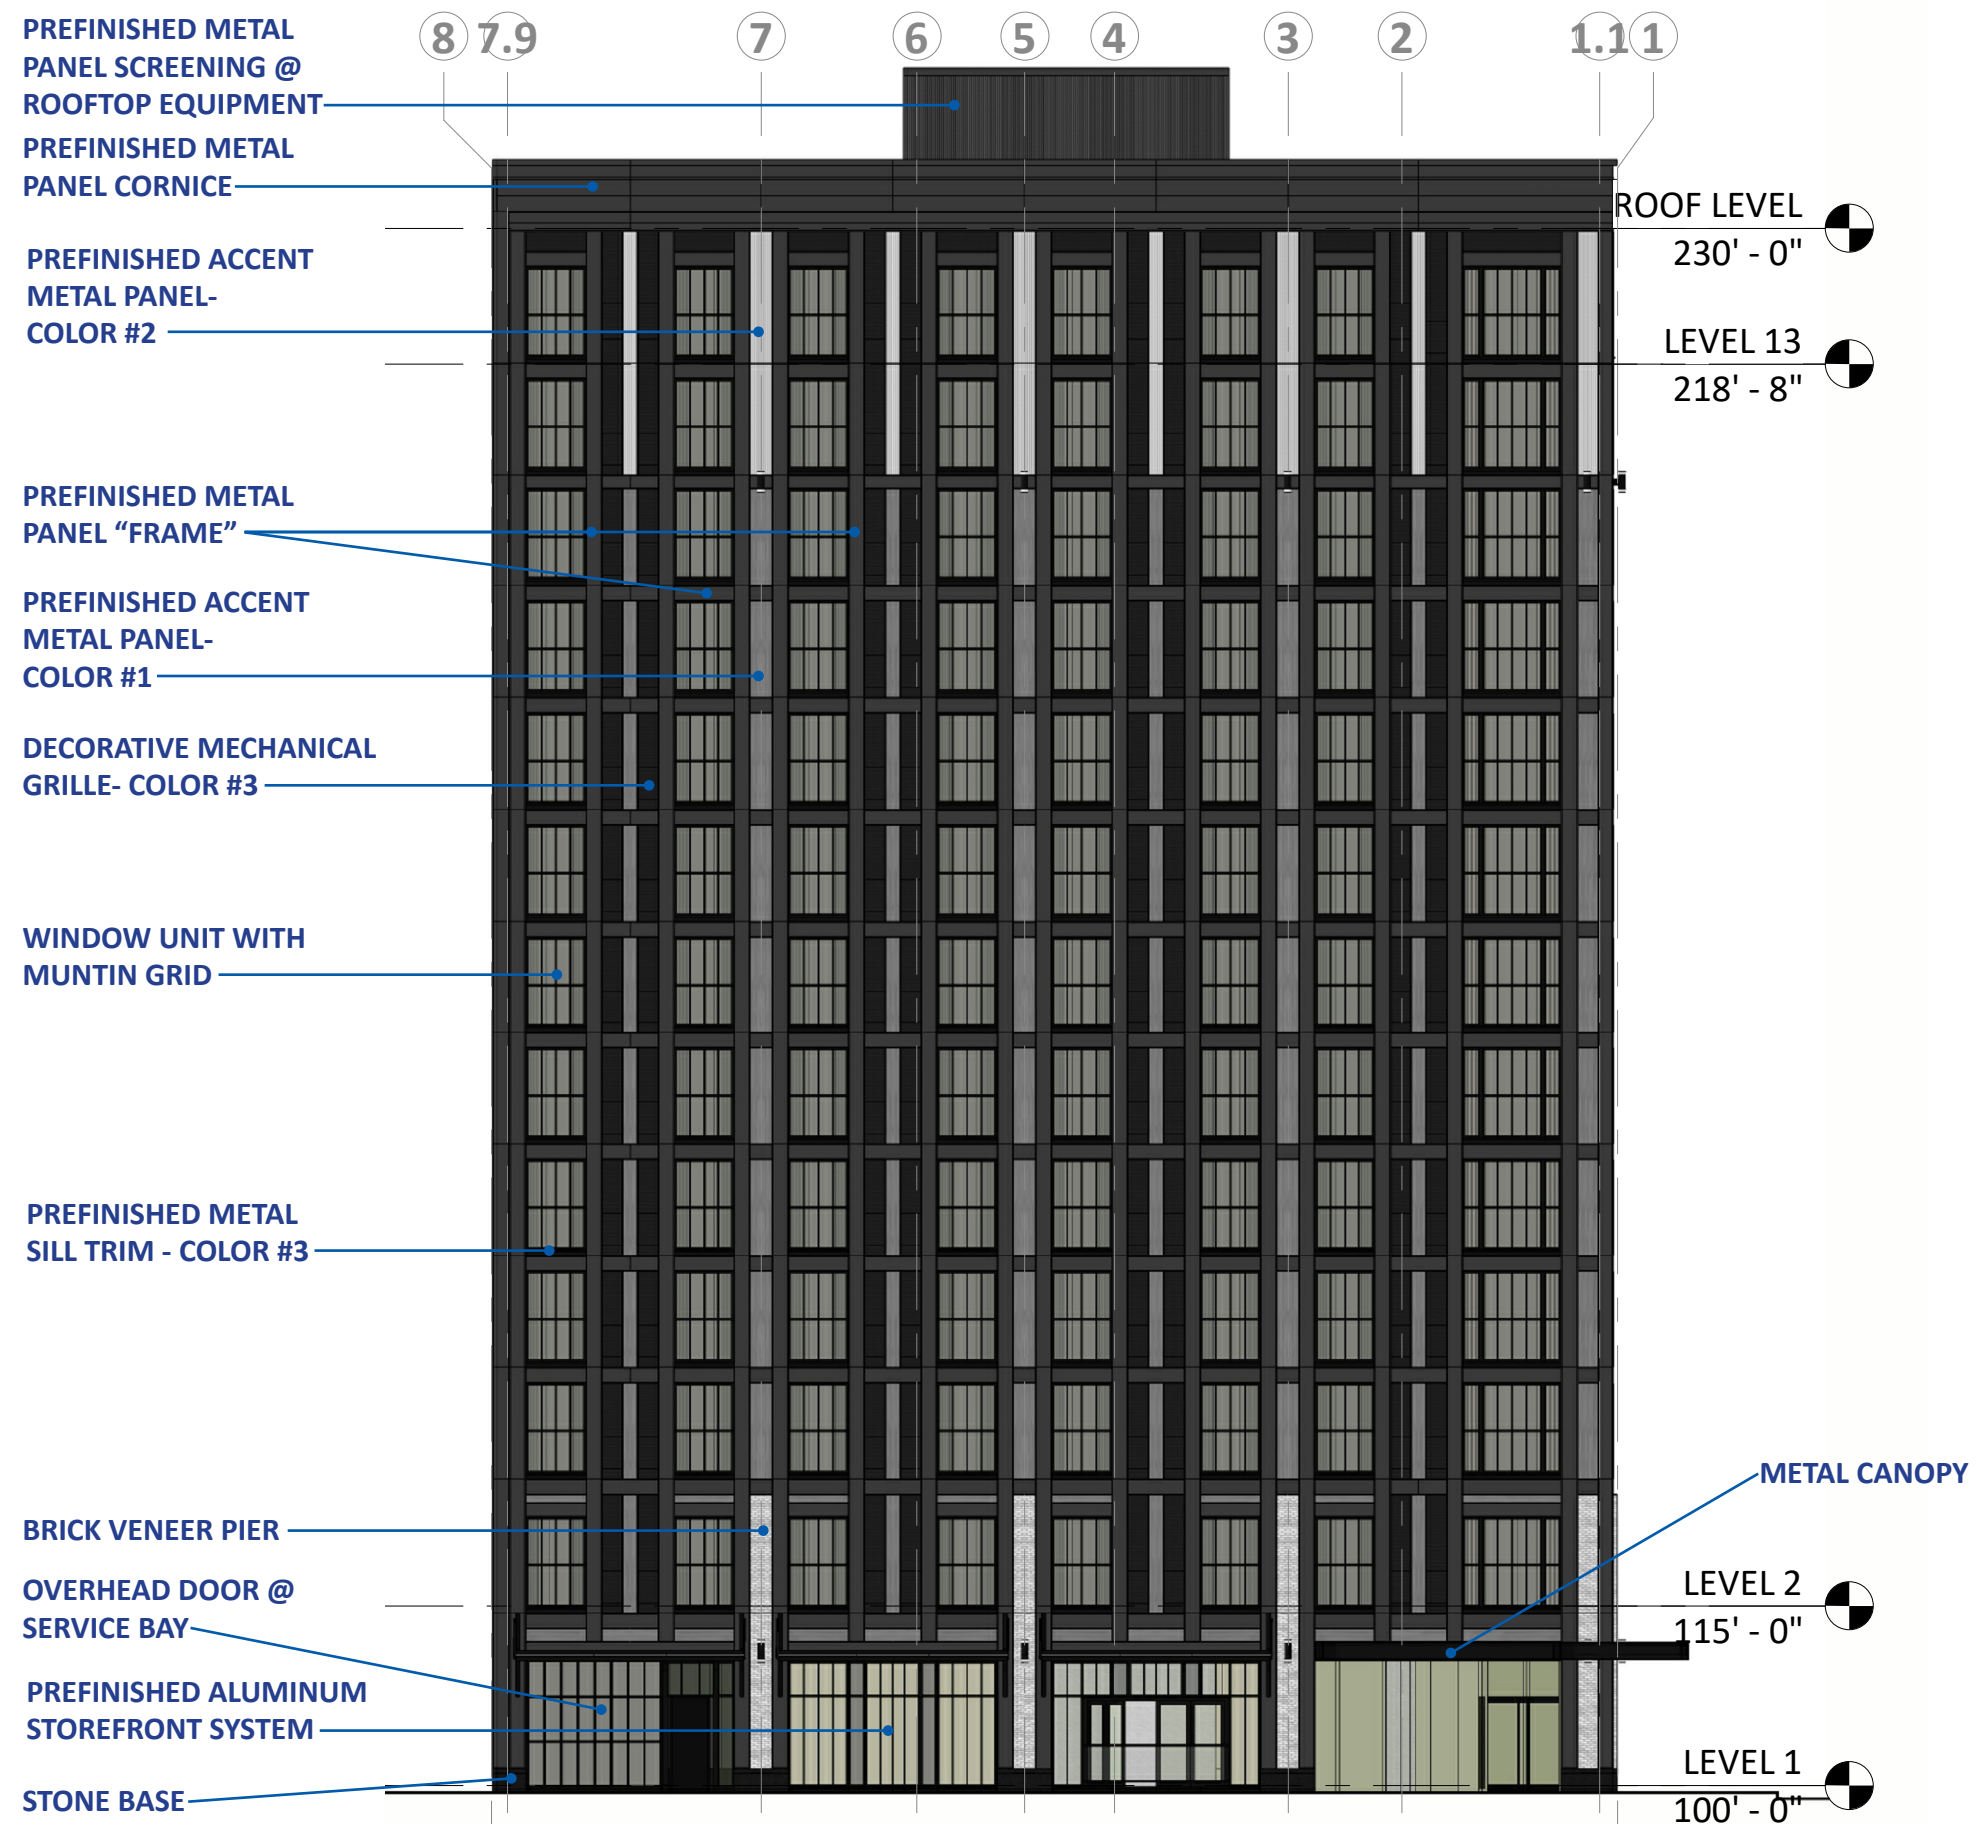 8 7.9 7 6 5 4 3 2 1.1 1
PREFINISHED METAL
PANEL SCREENING @
ROOFTOP EQUIPMENT
PREFINISHED METAL
PANEL CORNICE
PREFINISHED ACCENT
METAL PANEL-
COLOR #2
PREFINISHED METAL
PANEL “FRAME”
PREFINISHED ACCENT
METAL PANEL-
COLOR #1
DECORATIVE MECHANICAL
GRILLE- COLOR #3
WINDOW UNIT WITH
MUNTIN GRID
PREFINISHED METAL
SILL TRIM - COLOR #3
BRICK VENEER PIER
OVERHEAD DOOR @
SERVICE BAY
PREFINISHED ALUMINUM
STOREFRONT SYSTEM
STONE BASE
ROOF LEVEL
230' - 0"
LEVEL 13
218' - 8"
METAL CANOPY
LEVEL 2
115' - 0"
LEVEL 1
100' - 0"